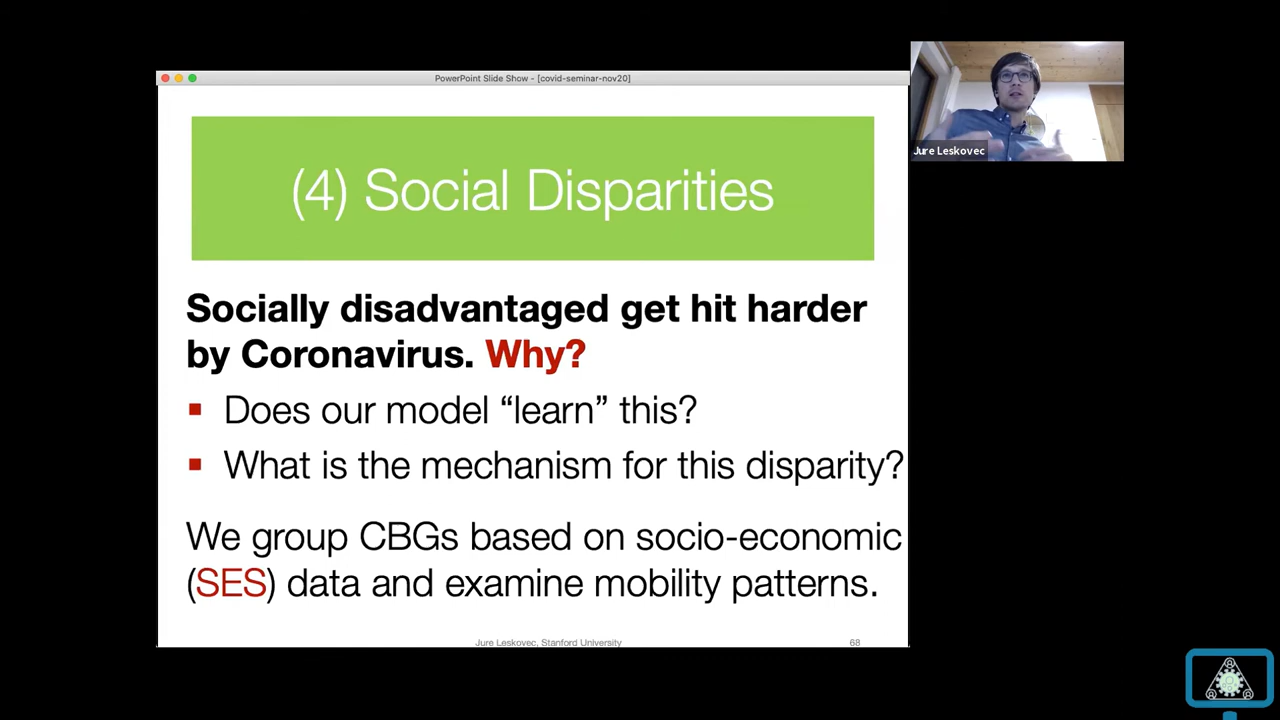 PowerPoint Slide Show - [covid-seminar-nov20]
Jure Leskovec
(4) Social Disparities
Socially disadvantaged get hit harder
by Coronavirus. Why?
▪ Does our model “learn” this?
▪ What is the mechanism for this disparity?
We group CBGs based on socio-economic
(SES) data and examine mobility patterns.
Jure Leskovec, Stanford University
68